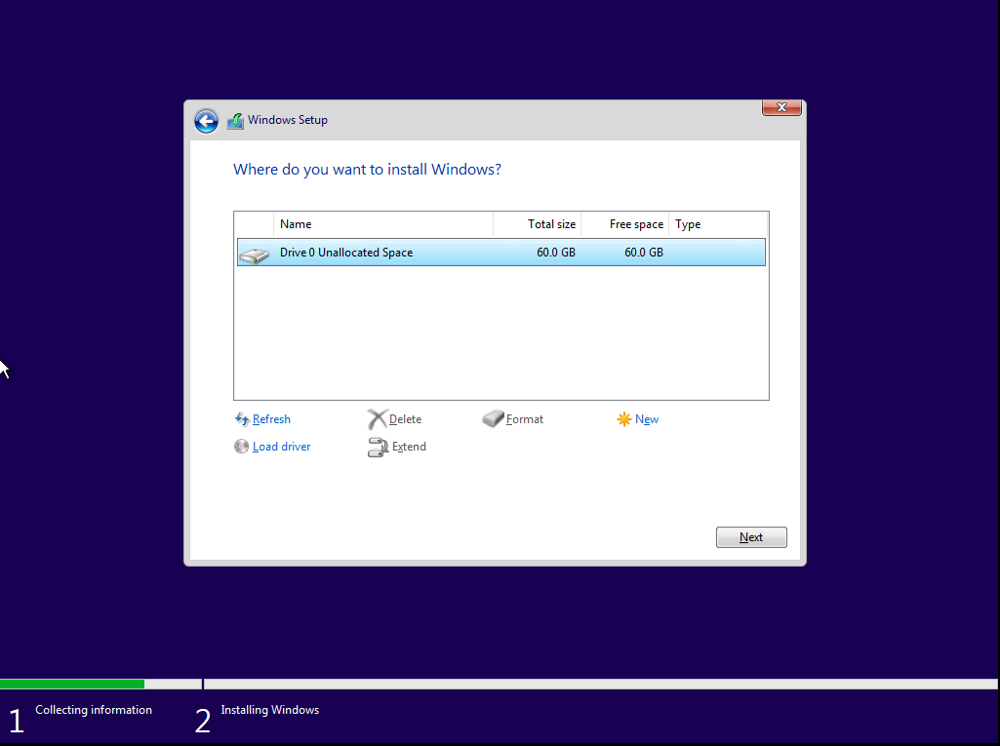 Windows Setup
Where do you want to install Windows?
Name Total size Free space Type
Drive 0 Unallocated Space 60.0 GB 60.0 GB
Refresh Delete Format New
Load driver Extend
Next
1 Collecting information 2 Installing Windows